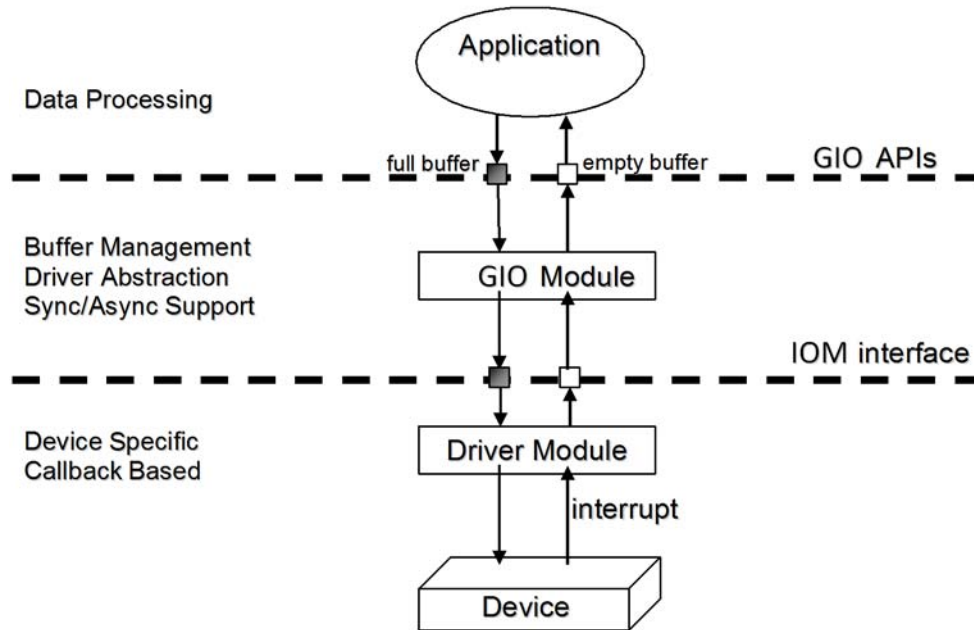 Application
Data Processing
full buffer
empty buffer
GIO APIs
Buffer Management
Driver Abstraction
Sync/Async Support
GIO Module
IOM interface
Device Specific
Callback Based
Driver Module
interrupt
Device